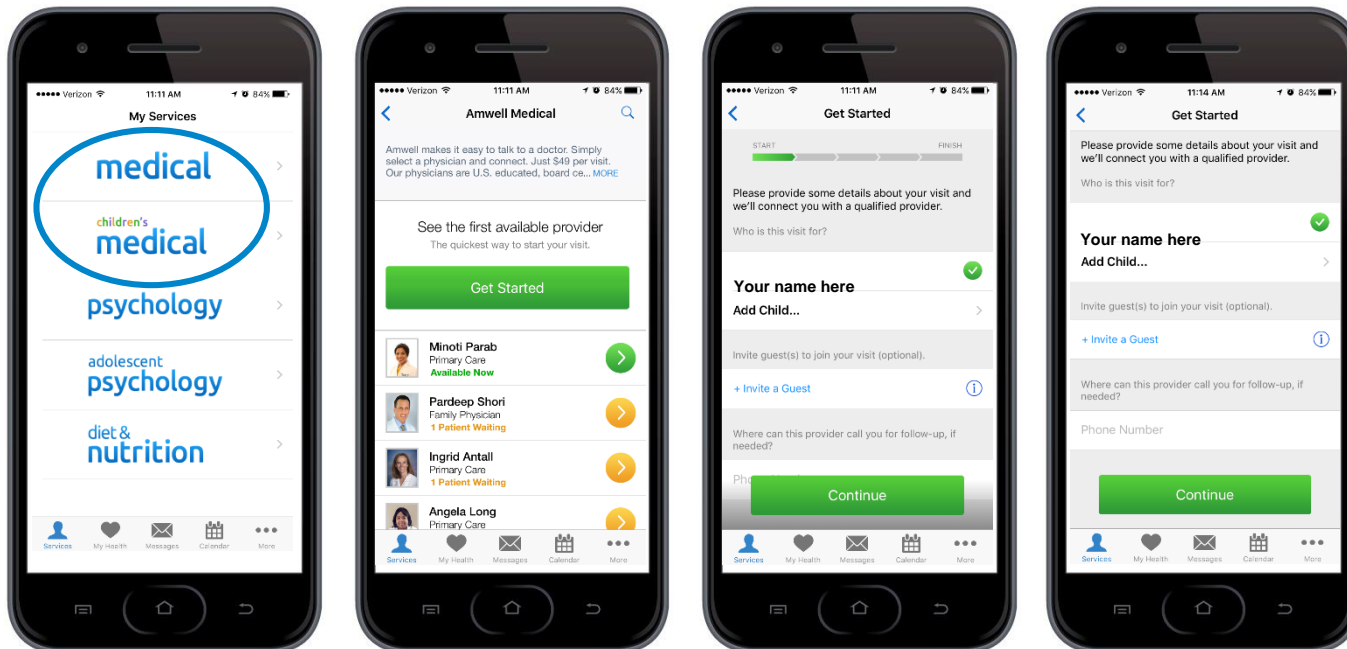 ••••• Verizon 11:11 AM 84%
My Services
medical
children's
medical
psychology
adolescent
psychology
diet &
nutrition
Services My Health Messages Calendar More
••••• Verizon 11:11 AM 84%
Amwell Medical
Amwell makes it easy to talk to a doctor. Simply
select a physician and connect. Just $49 per visit.
Our physicians are U.S. educated, board ce... MORE
See the first available provider
The quickest way to start your visit.
Get Started
Minoti Parab
Primary Care
Available Now
Pardeep Shori
Family Physician
1 Patient Waiting
Ingrid Antall
Primary Care
1 Patient Waiting
Angela Long
Primary Care
Services My Health Messages Calendar More
••••• Verizon 11:11 AM 84%
Get Started
START FINISH
Please provide some details about your visit and
we'll connect you with a qualified provider.
Who is this visit for?
Your name here
Add Child...
Invite guest(s) to join your visit (optional).
+ Invite a Guest
Where can this provider call you for follow-up, if
needed?
Continue
Services My Health Messages Calendar More
••••• Verizon 11:14 AM 84%
Get Started
Please provide some details about your visit and
we'll connect you with a qualified provider.
Who is this visit for?
Your name here
Add Child...
Invite guest(s) to join your visit (optional).
+ Invite a Guest
Where can this provider call you for follow-up, if
needed?
Phone Number
Continue
Services My Health Messages Calendar More